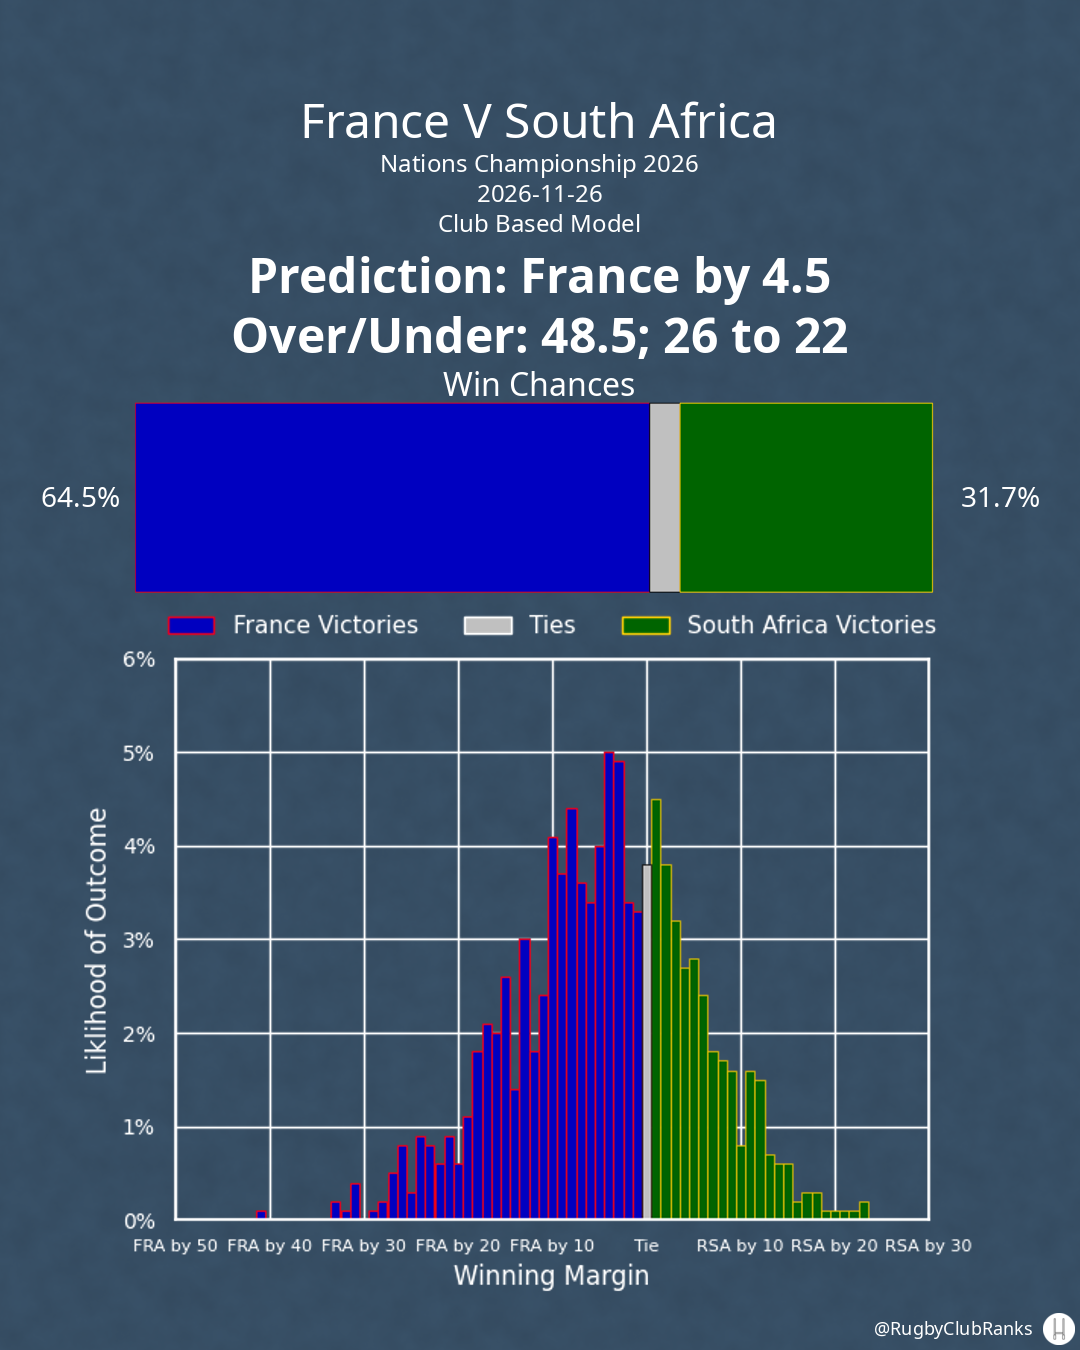 France V South Africa
Nations Championship 2026
2026-11-26
Club Based Model
Prediction: France by 4.5
Over/Under: 48.5; 26 to 22
Win Chances
64.5%
31.7%
France Victories
Ties
South Africa Victories
6%
5%
4%
3%
2%
1%
0%
Liklihood of Outcome
FRA by 50 FRA by 40 FRA by 30 FRA by 20 FRA by 10 Tie RSA by 10 RSA by 20 RSA by 30
Winning Margin
@RugbyClubRanks